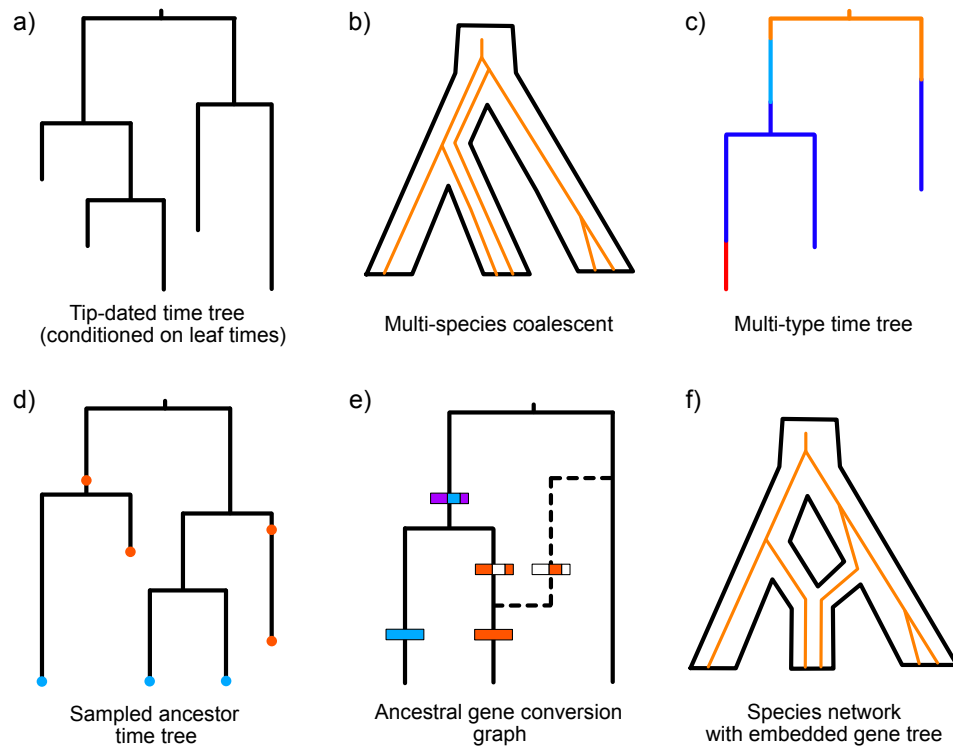 a)
b)
c)
Tip-dated time tree
(conditioned on leaf times)
Multi-species coalescent
Multi-type time tree
d)
e)
f)
Sampled ancestor
time tree
Ancestral gene conversion
graph
Species network
with embedded gene tree